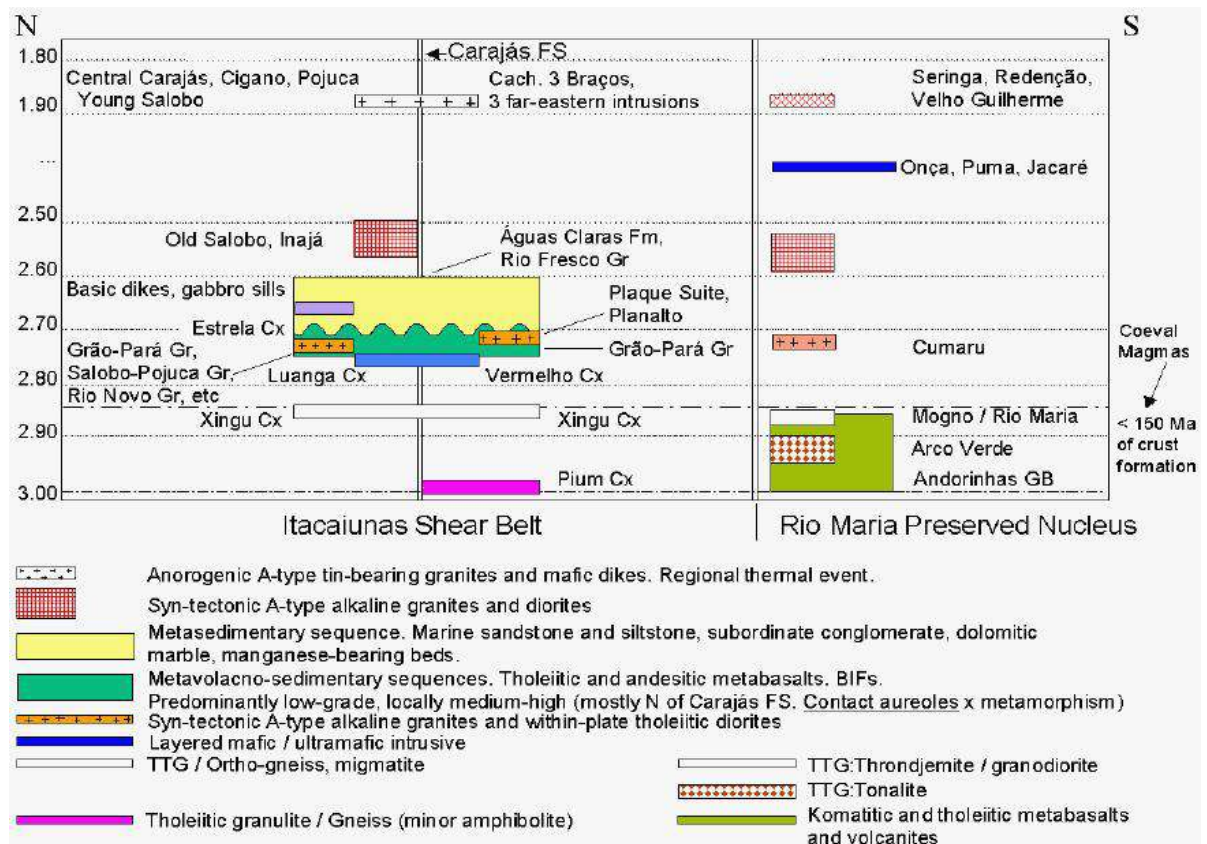 N
S
1.80
Carajás FS
Central Carajás, Cigano, Pojuca
Young Salobo
Cach. 3 Braços,
3 far-eastern intrusions
Seringa, Redenção,
Velho Guilherme
1.90
...
Onça, Puma, Jacaré
2.50
Old Salobo, Inajá
Águas Claras Fm,
Rio Fresco Gr
2.60
Basic dikes, gabbro sills
Plaque Suite,
Planalto
2.70
Estrela Cx
Grão-Pará Gr,
Salobo-Pojuca Gr,
Rio Novo Gr, etc
Luanga Cx
Vermelho Cx
Grão-Pará Gr
Cumaru
Coeval
Magmas
2.80
Xingu Cx
Xingu Cx
Mogno / Rio Maria
< 150 Ma
of crust
formation
2.90
Arco Verde
Pium Cx
Andorinhas GB
3.00
Itacaiunas Shear Belt
Rio Maria Preserved Nucleus
Anorogenic A-type tin-bearing granites and mafic dikes. Regional thermal event.
Syn-tectonic A-type alkaline granites and diorites
Metasedimentary sequence. Marine sandstone and siltstone, subordinate conglomerate, dolomitic
marble, manganese-bearing beds.
Metavolacno-sedimentary sequences. Tholeiitic and andesitic metabasalts. BIFs.
Predominantly low-grade, locally medium-high (mostly N of Carajás FS. Contact aureoles x metamorphism)
Syn-tectonic A-type alkaline granites and within-plate tholeiitic diorites
Layered mafic / ultramafic intrusive
TTG / Ortho-gneiss, migmatite
TTG:Throndjemite / granodiorite
TTG:Tonalite
Tholeiitic granulite / Gneiss (minor amphibolite)
Komatitic and tholeiitic metabasalts
and volcanites